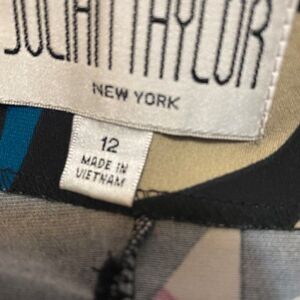 JULIAN TAYLOR
NEW YORK
12
MADE IN
VIETNAM